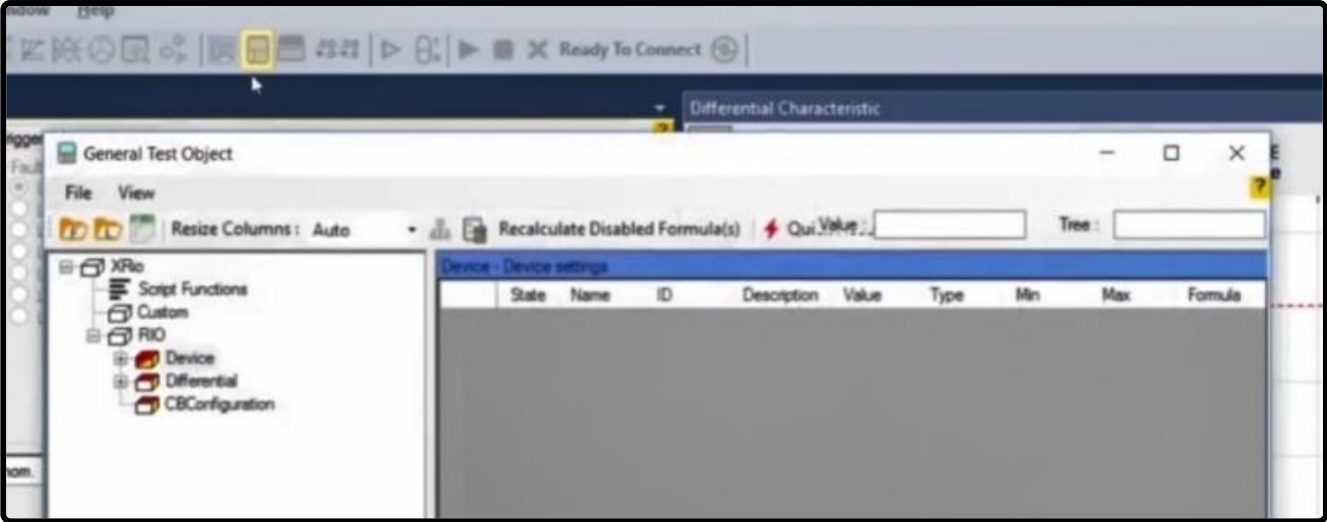 Help
Ready To Connect
Differential Characteristic
General Test Object
File View
Resize Columns : Auto Recalculate Disabled Formula(s) Value : Tree :
XRio
Script Functions
Custom
RIO
Device
Differential
CBConfiguration
Device - Device settings
State Name ID Description Value Type Min Max Formula